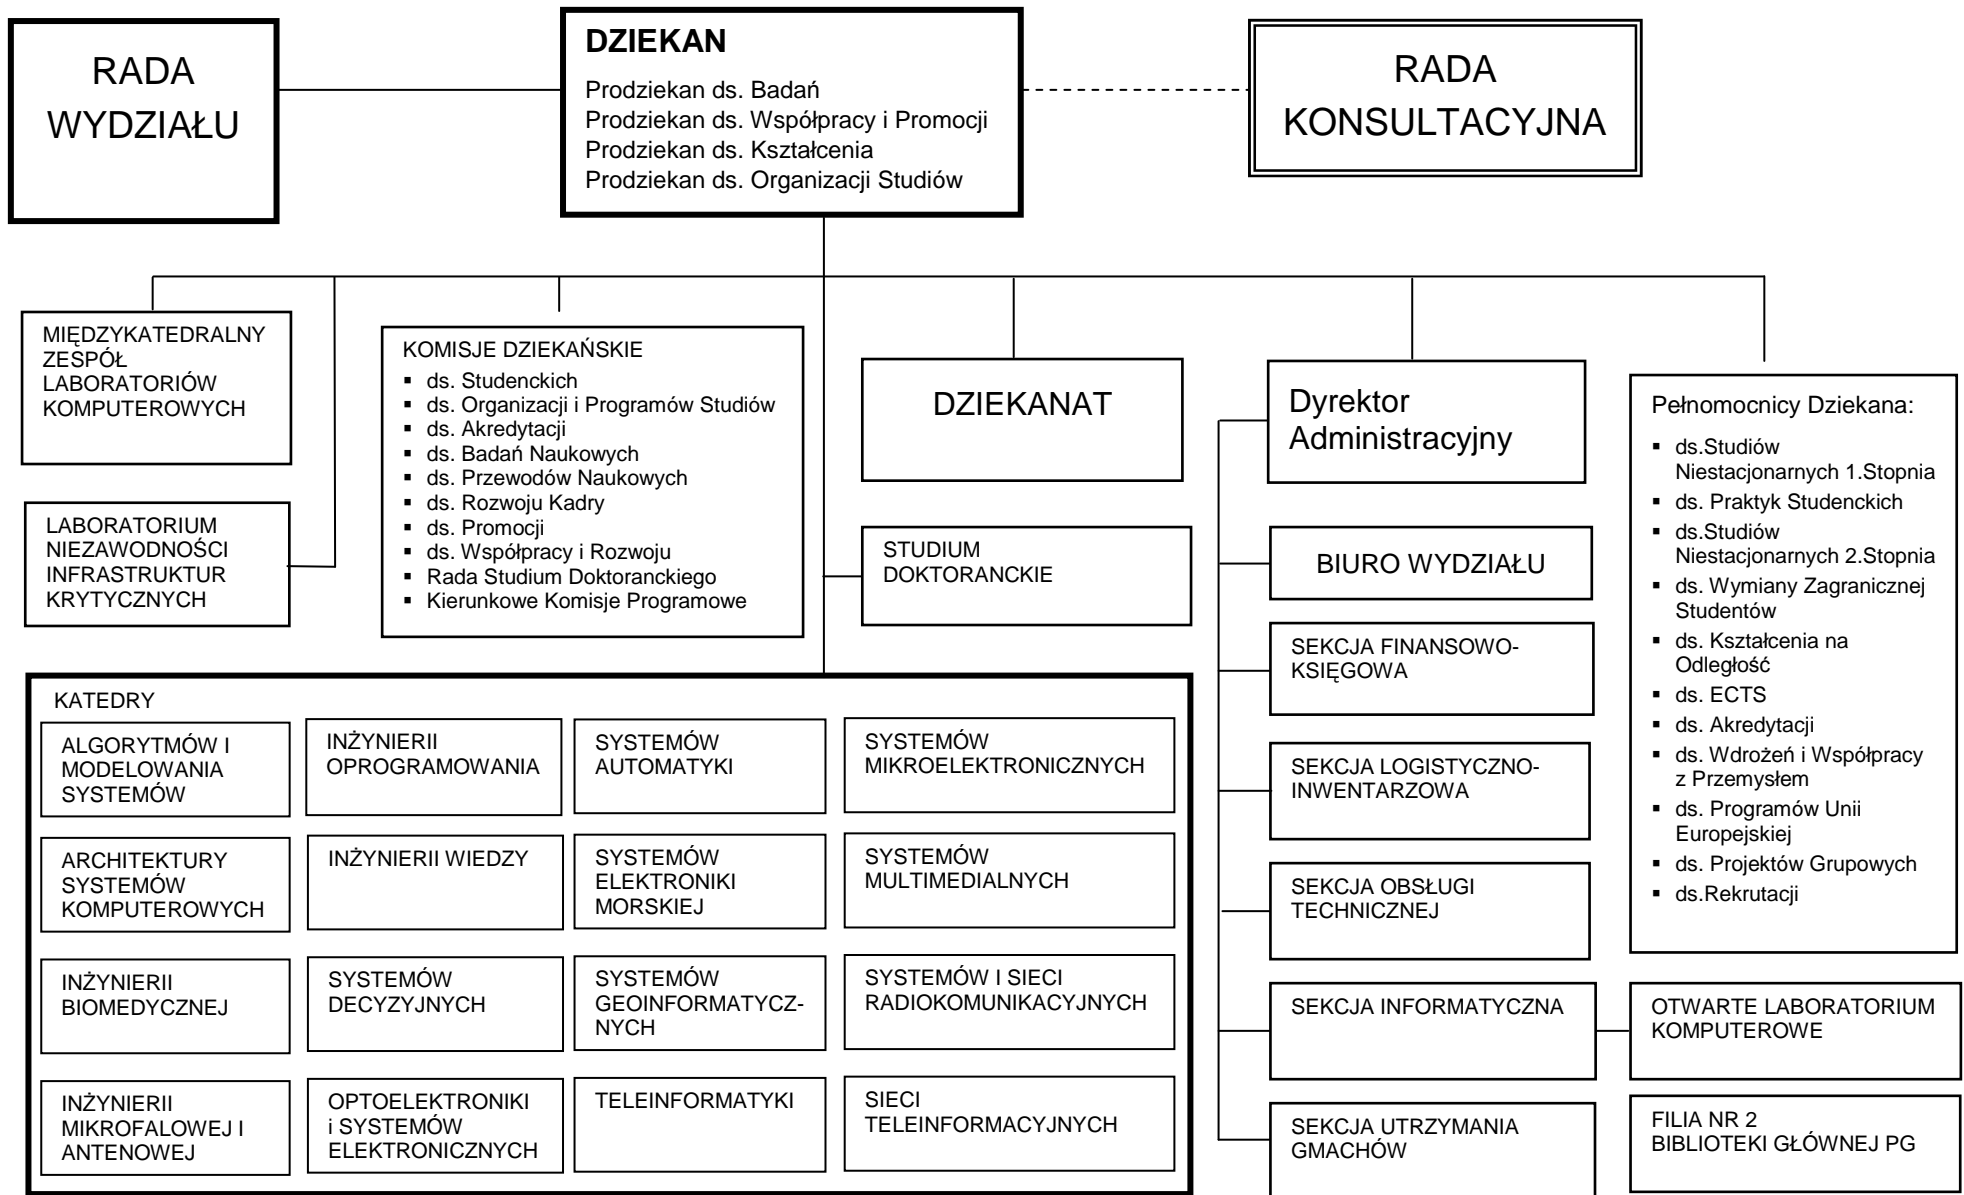 RADA
WYDZIAŁU
DZIEKAN
Prodziekan ds. Badań
Prodziekan ds. Współpracy i Promocji
Prodziekan ds. Kształcenia
Prodziekan ds. Organizacji Studiów
RADA
KONSULTACYJNA
MIĘDZYKATEDRALNY
ZESPÓŁ
LABORATORIÓW
KOMPUTEROWYCH
LABORATORIUM
NIEZAWODNOŚCI
INFRASTRUKTUR
KRYTYCZNYCH
KOMISJE DZIEKAŃSKIE
▪ ds. Studenckich
▪ ds. Organizacji i Programów Studiów
▪ ds. Akredytacji
▪ ds. Badań Naukowych
▪ ds. Przewodów Naukowych
▪ ds. Rozwoju Kadry
▪ ds. Promocji
▪ ds. Współpracy i Rozwoju
▪ Rada Studium Doktoranckiego
▪ Kierunkowe Komisje Programowe
DZIEKANAT
STUDIUM
DOKTORANCKIE
Dyrektor
Administracyjny
BIURO WYDZIAŁU
SEKCJA FINANSOWO-
KSIĘGOWA
SEKCJA LOGISTYCZNO-
INWENTARZOWA
SEKCJA OBSŁUGI
TECHNICZNEJ
SEKCJA INFORMATYCZNA
SEKCJA UTRZYMANIA
GMACHÓW
Pełnomocnicy Dziekana:
▪ ds.Studiów
Niestacjonarnych 1.Stopnia
▪ ds. Praktyk Studenckich
▪ ds.Studiów
Niestacjonarnych 2.Stopnia
▪ ds. Wymiany Zagranicznej
Studentów
▪ ds. Kształcenia na
Odległość
▪ ds. ECTS
▪ ds. Akredytacji
▪ ds. Wdrożeń i Współpracy
z Przemysłem
▪ ds. Programów Unii
Europejskiej
▪ ds. Projektów Grupowych
▪ ds.Rekrutacji
OTWARTE LABORATORIUM
KOMPUTEROWE
FILIA NR 2
BIBLIOTEKI GŁÓWNEJ PG
KATEDRY
ALGORYTMÓW I
MODELOWANIA
SYSTEMÓW
INŻYNIERII
OPROGRAMOWANIA
SYSTEMÓW
AUTOMATYKI
SYSTEMÓW
MIKROELEKTRONICZNYCH
ARCHITEKTURY
SYSTEMÓW
KOMPUTEROWYCH
INŻYNIERII WIEDZY
SYSTEMÓW
ELEKTRONIKI
MORSKIEJ
SYSTEMÓW
MULTIMEDIALNYCH
INŻYNIERII
BIOMEDYCZNEJ
SYSTEMÓW
DECYZYJNYCH
SYSTEMÓW
GEOINFORMATYCZ-
NYCH
SYSTEMÓW I SIECI
RADIOKOMUNIKACYJNYCH
INŻYNIERII
MIKROFALOWEJ I
ANTENOWEJ
OPTOELEKTRONIKI
i SYSTEMÓW
ELEKTRONICZNYCH
TELEINFORMATYKI
SIECI
TELEINFORMACYJNYCH